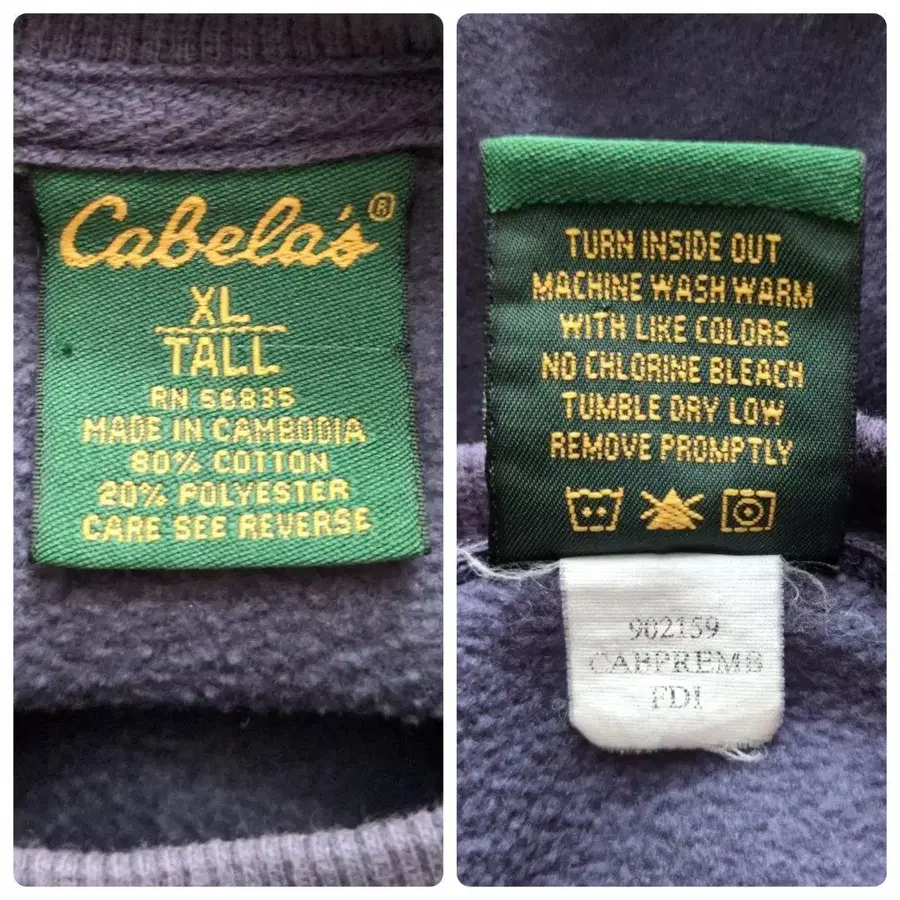 Cabela's®
XL
TALL
RN 56835
MADE IN CAMBODIA
80% COTTON
20% POLYESTER
CARE SEE REVERSE
TURN INSIDE OUT
MACHINE WASH WARM
WITH LIKE COLORS
NO CHLORINE BLEACH
TUMBLE DRY LOW
REMOVE PROMPTLY
902159
CABPREMB
FDI